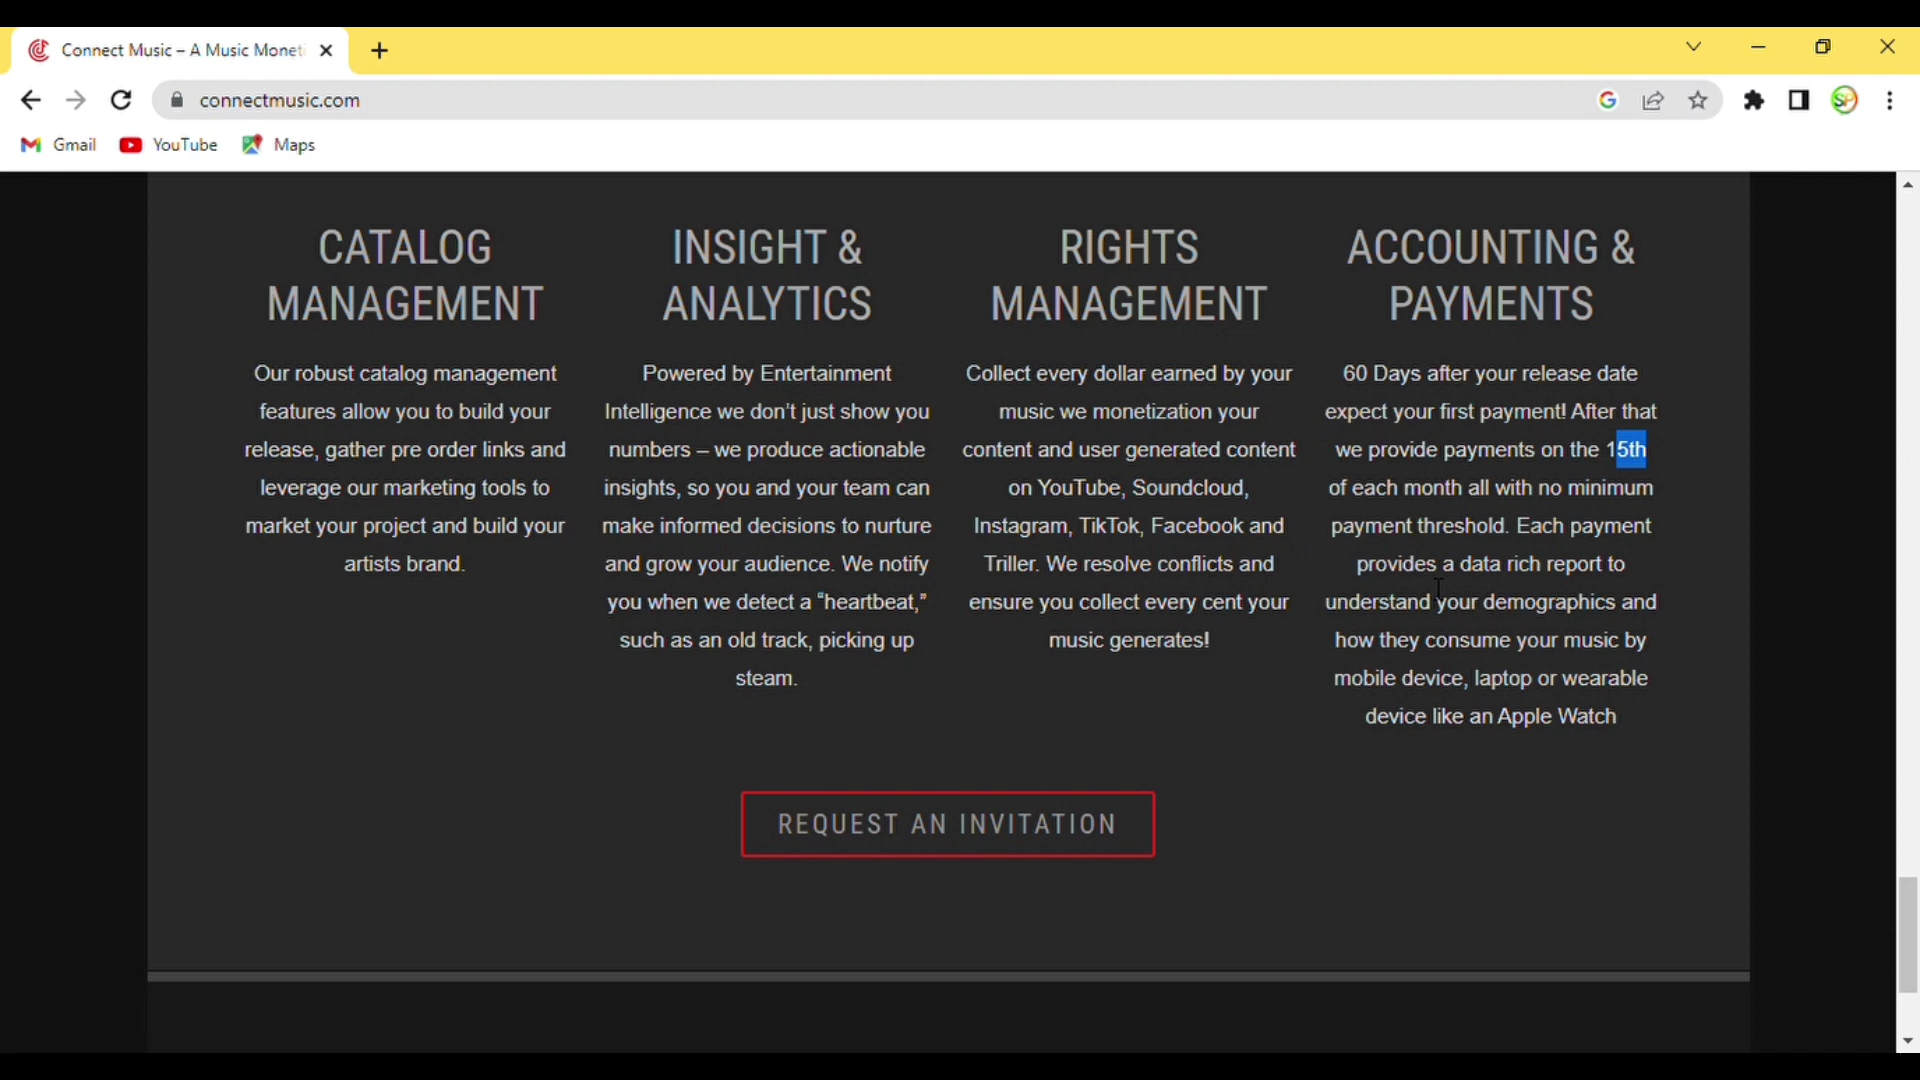 Connect Music – A Music Moneti
connectmusic.com
Gmail
YouTube
Maps
CATALOG
MANAGEMENT
Our robust catalog management
features allow you to build your
release, gather pre order links and
leverage our marketing tools to
market your project and build your
artists brand.
INSIGHT &
ANALYTICS
Powered by Entertainment
Intelligence we don’t just show you
numbers – we produce actionable
insights, so you and your team can
make informed decisions to nurture
and grow your audience. We notify
you when we detect a “heartbeat,”
such as an old track, picking up
steam.
RIGHTS
MANAGEMENT
Collect every dollar earned by your
music we monetization your
content and user generated content
on YouTube, Soundcloud,
Instagram, TikTok, Facebook and
Triller. We resolve conflicts and
ensure you collect every cent your
music generates!
ACCOUNTING &
PAYMENTS
60 Days after your release date
expect your first payment! After that
we provide payments on the 15th
of each month all with no minimum
payment threshold. Each payment
provides a data rich report to
understand your demographics and
how they consume your music by
mobile device, laptop or wearable
device like an Apple Watch
REQUEST AN INVITATION